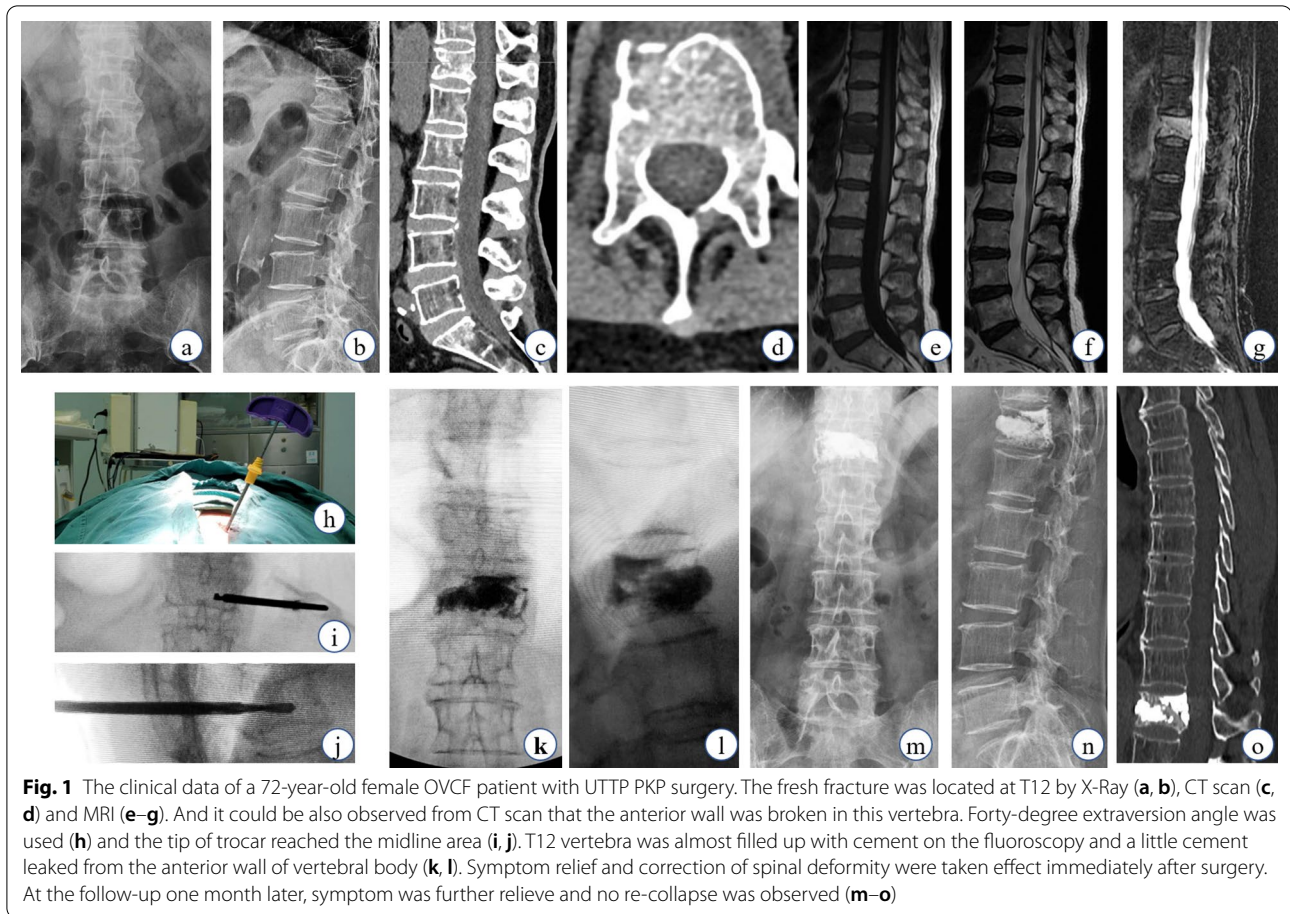 a
b
c
d
e
f
g
h
i
j
k
l
m
n
o
Fig. 1 The clinical data of a 72-year-old female OVCF patient with UTTP PKP surgery. The fresh fracture was located at T12 by X-Ray (a, b), CT scan (c,
d) and MRI (e–g). And it could be also observed from CT scan that the anterior wall was broken in this vertebra. Forty-degree extraversion angle was
used (h) and the tip of trocar reached the midline area (i, j). T12 vertebra was almost filled up with cement on the fluoroscopy and a little cement
leaked from the anterior wall of vertebral body (k, l). Symptom relief and correction of spinal deformity were taken effect immediately after surgery.
At the follow-up one month later, symptom was further relieve and no re-collapse was observed (m–o)